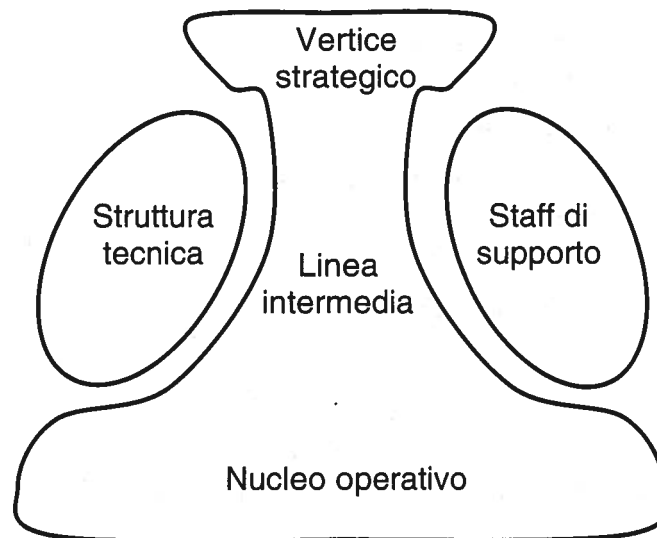 Vertice
strategico
Struttura
tecnica
Staff di
supporto
Linea
intermedia
Nucleo operativo